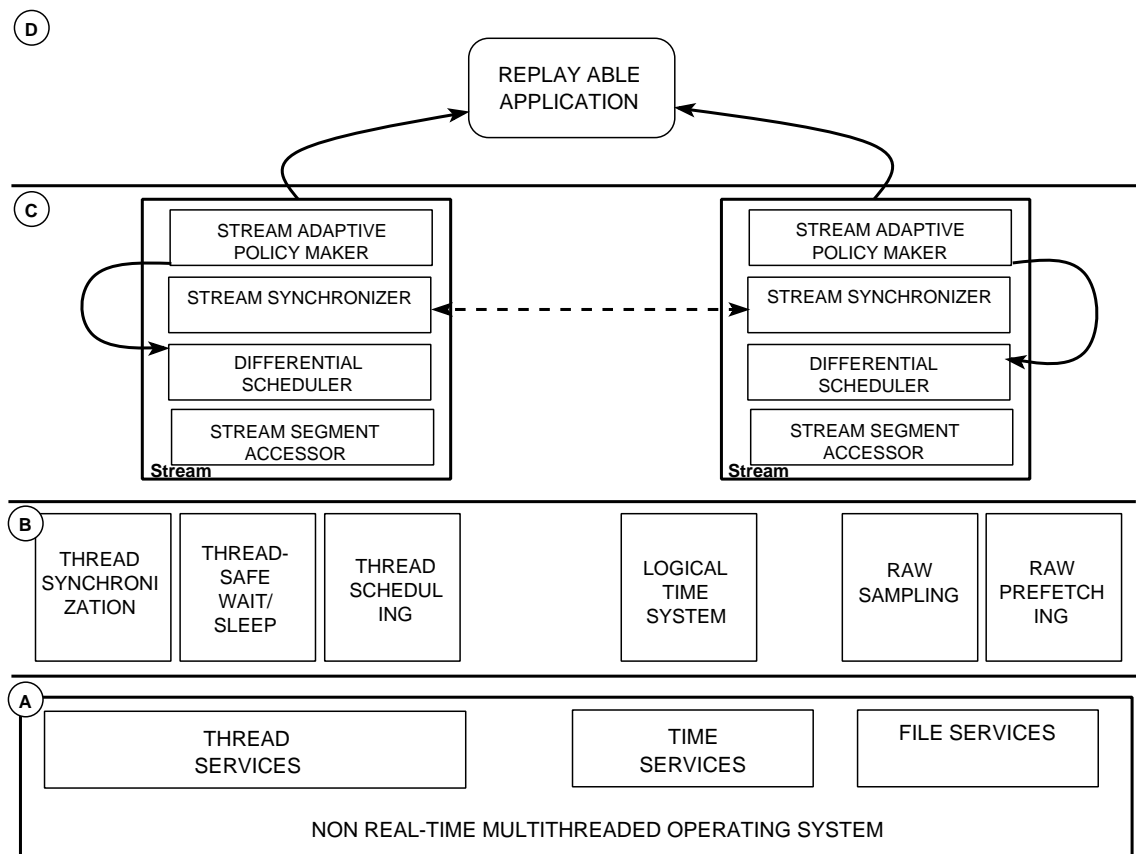 D
REPLAY ABLE
APPLICATION
C
STREAM ADAPTIVE
POLICY MAKER
STREAM SYNCHRONIZER
DIFFERENTIAL
SCHEDULER
STREAM SEGMENT
ACCESSOR
Stream
STREAM ADAPTIVE
POLICY MAKER
STREAM SYNCHRONIZER
DIFFERENTIAL
SCHEDULER
STREAM SEGMENT
ACCESSOR
Stream
B
THREAD
SYNCHRONI
ZATION
THREAD-
SAFE
WAIT/
SLEEP
THREAD
SCHEDUL
ING
LOGICAL
TIME
SYSTEM
RAW
SAMPLING
RAW
PREFETCH
ING
A
THREAD
SERVICES
TIME
SERVICES
FILE SERVICES
NON REAL-TIME MULTITHREADED OPERATING SYSTEM